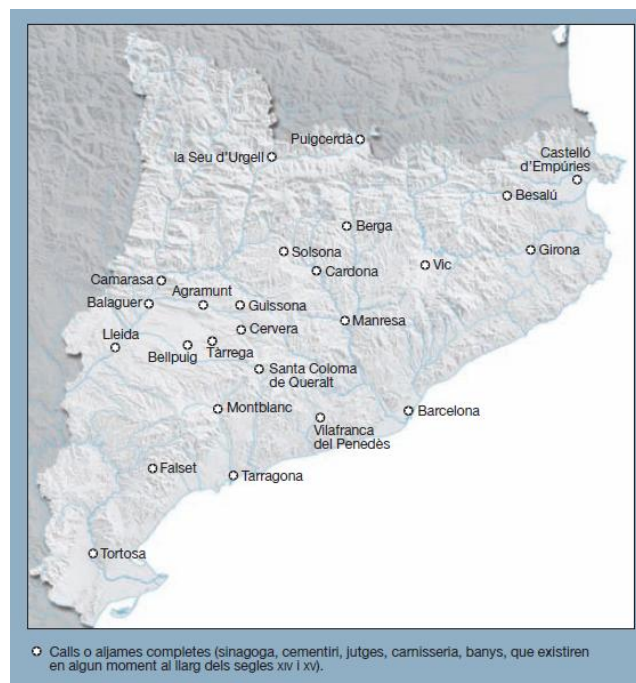 Puigcerdà
la Seu d'Urgell
Castelló
d'Empúries
Besalú
Berga
Solsona
Girona
Vic
Cardona
Camarasa
Agramunt
Balaguer
Guissona
Manresa
Cervera
Lleida
Tàrrega
Bellpuig
Santa Coloma
de Queralt
Montblanc
Barcelona
Vilafranca
del Penedès
Falset
Tarragona
Tortosa
Calls o aljames completes (sinagoga, cementiri, jutges, carnisseria, banys, que existiren
en algun moment al llarg dels segles XIV i XV).